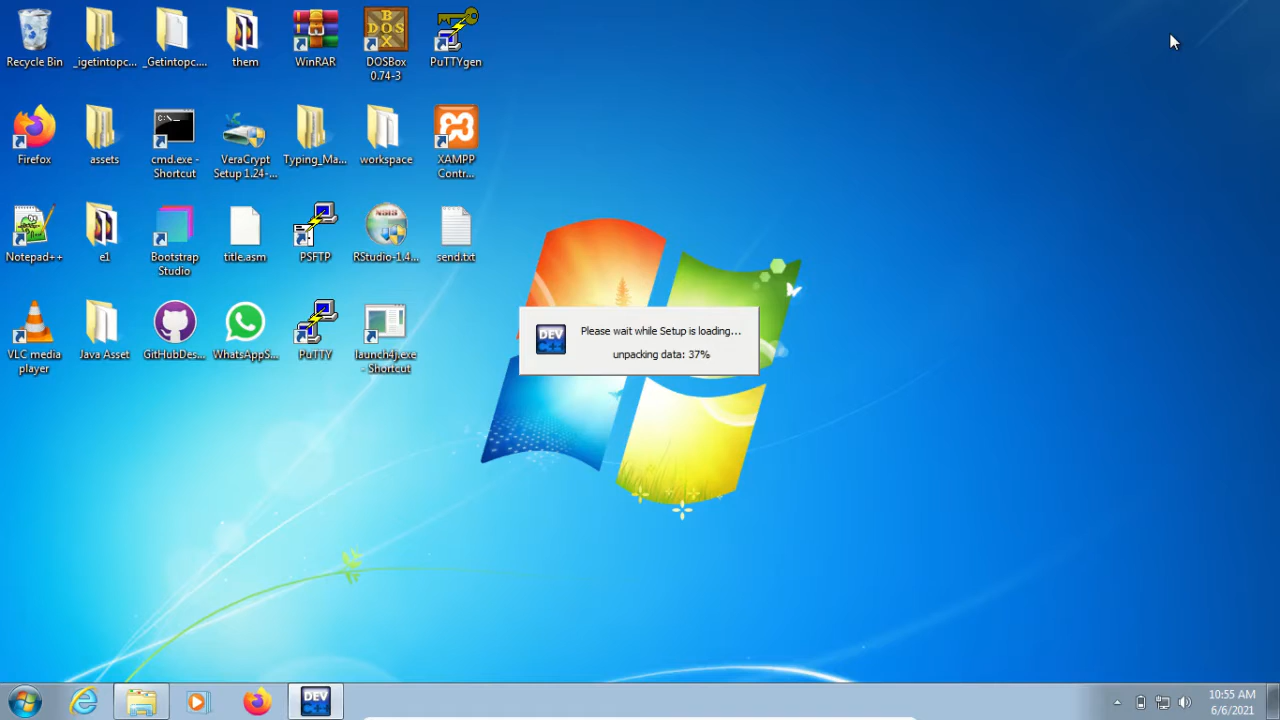 Recycle Bin
_igetintopc...
_Getintopc....
them
WinRAR
DOSBox
0.74-3
PuTTYgen
Firefox
assets
cmd.exe -
Shortcut
VeraCrypt
Setup 1.24-...
Typing_Ma...
workspace
XAMPP
Contr...
Notepad++
e1
Bootstrap
Studio
title.asm
PSFTP
RStudio-1.4...
send.txt
VLC media
player
Java Asset
GitHubDes...
WhatsAppS...
PuTTY
launch4j.exe
- Shortcut
DEV
C++
Please wait while Setup is loading...
unpacking data: 37%
DEV
C++
10:55 AM
6/6/2021